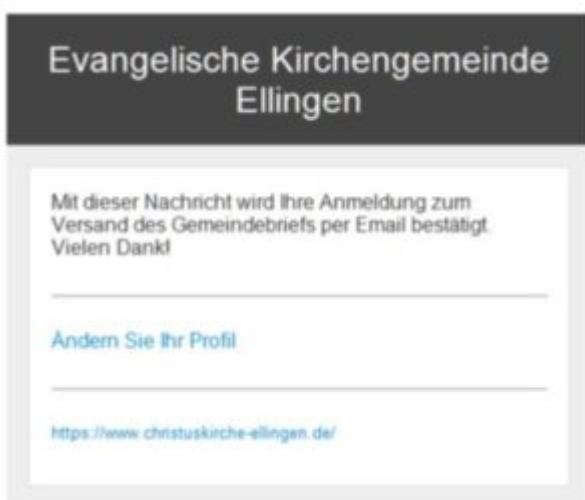 Evangelische Kirchengemeinde
Ellingen
Mit dieser Nachricht wird Ihre Anmeldung zum
Versand des Gemeindebriefs per Email bestätigt.
Vielen Dank!
Ändern Sie Ihr Profil
https://www.christuskirche-ellingen.de/